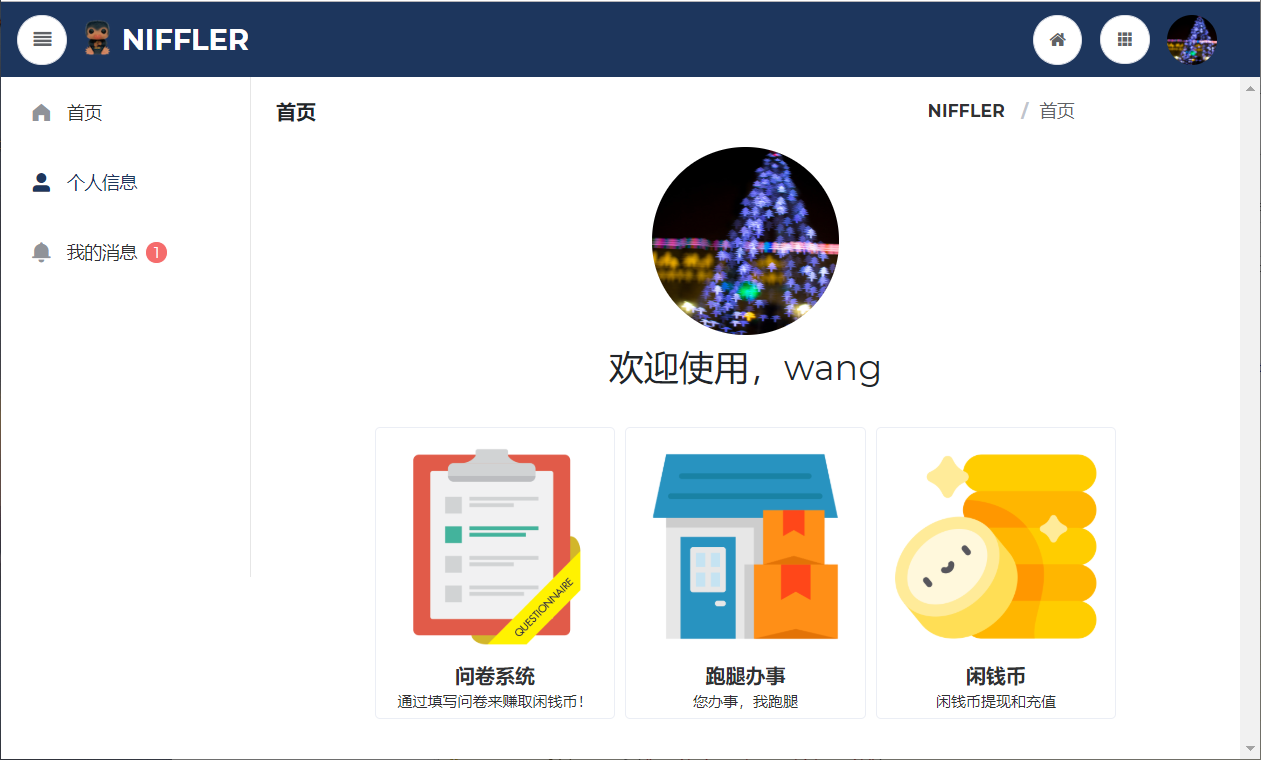 NIFFLER
首页
个人信息
我的消息 1
首页
NIFFLER / 首页
欢迎使用，wang
QUESTIONNAIRE
问卷系统
通过填写问卷来赚取闲钱币！
跑腿办事
您办事，我跑腿
闲钱币
闲钱币提现和充值